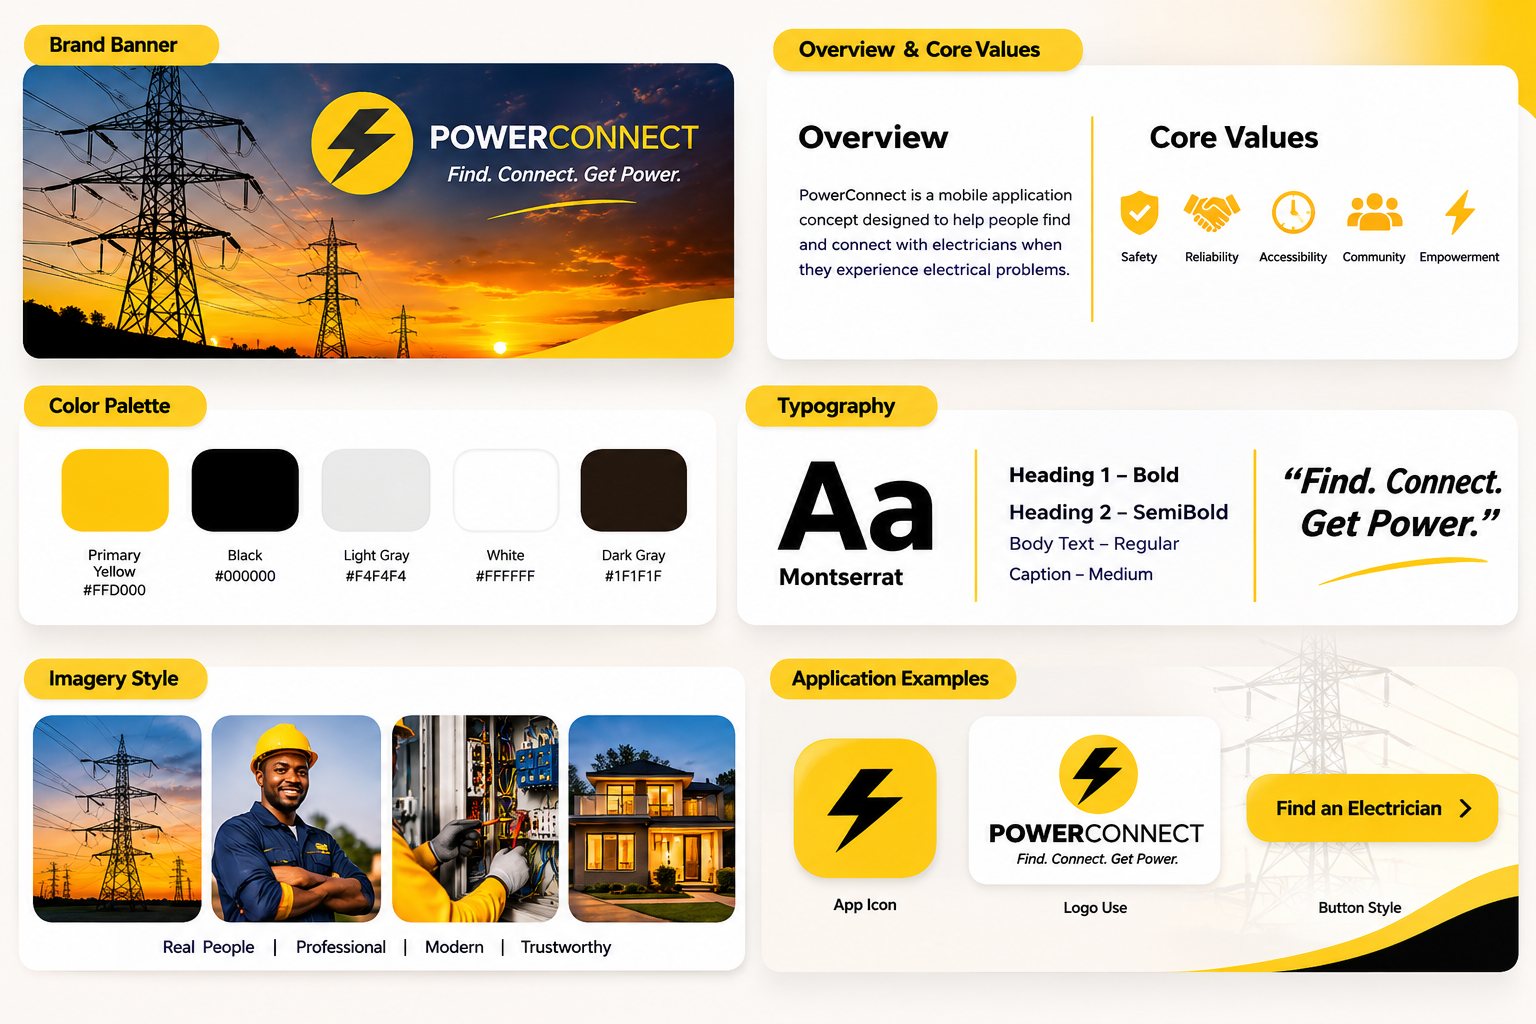 Brand Banner
POWERCONNECT
Find. Connect. Get Power.
Overview & Core Values
Overview
PowerConnect is a mobile application
concept designed to help people find
and connect with electricians when
they experience electrical problems.
Core Values
Safety
Reliability
Accessibility
Community
Empowerment
Color Palette
Primary
Yellow
#FFD000
Black
#000000
Light Gray
#F4F4F4
White
#FFFFFF
Dark Gray
#1F1F1F
Typography
Aa
Montserrat
Heading 1 – Bold
Heading 2 – SemiBold
Body Text – Regular
Caption – Medium
“Find. Connect.
Get Power.”
Imagery Style
Real People | Professional | Modern | Trustworthy
Application Examples
App Icon
POWERCONNECT
Find. Connect. Get Power.
Logo Use
Find an Electrician
Button Style